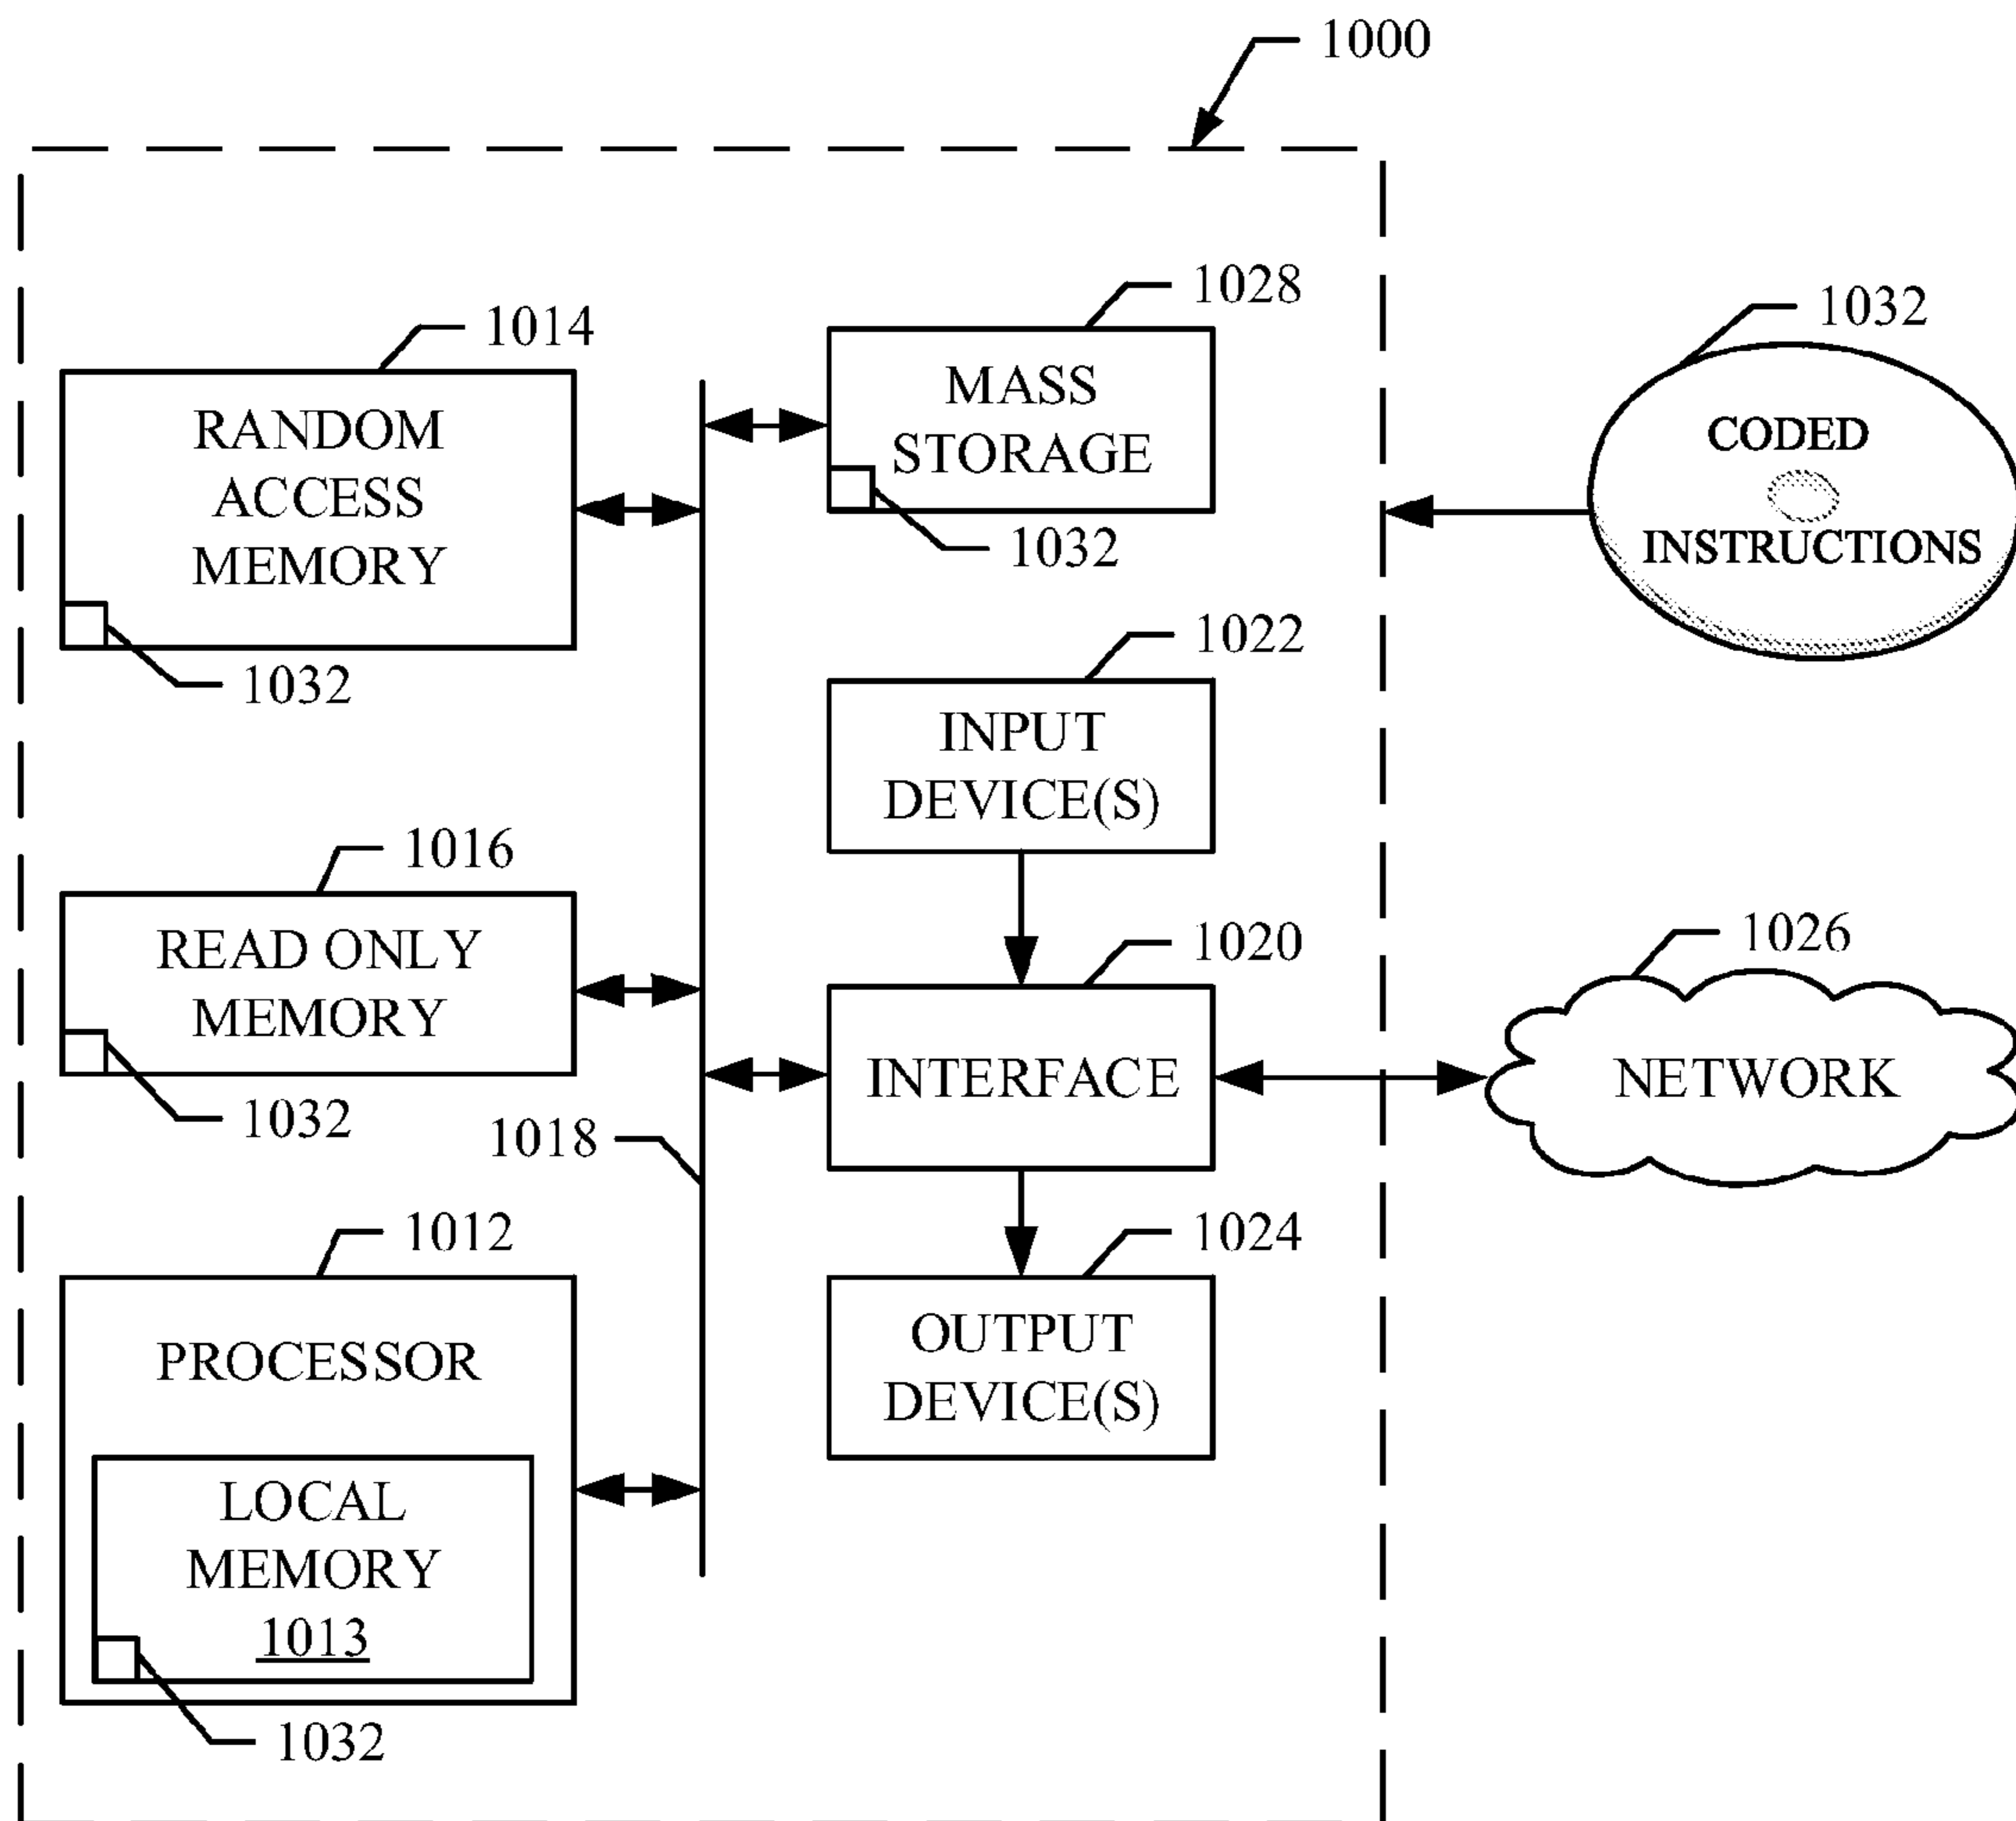 1000
1014
RANDOM
ACCESS
MEMORY
1032
1028
MASS
STORAGE
1032
1032
CODED
INSTRUCTIONS
1022
INPUT
DEVICE(S)
1016
READ ONLY
MEMORY
1032
1018
1020
INTERFACE
1026
NETWORK
1012
PROCESSOR
LOCAL
MEMORY
1013
1032
1024
OUTPUT
DEVICE(S)